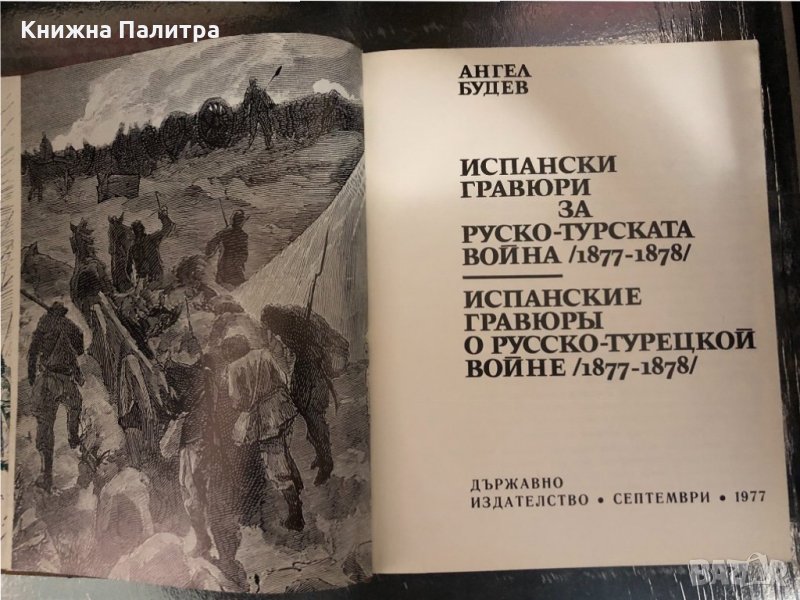 Книжна Палитра
АНГЕЛ
БУДЕВ
ИСПАНСКИ
ГРАВЮРИ
ЗА
РУСКО-ТУРСКАТА
ВОЙНА /1877-1878/
ИСПАНСКИЕ
ГРАВЮРЫ
О РУССКО-ТУРЕЦКОЙ
ВОЙНЕ /1877-1878/
ДЪРЖАВНО
ИЗДАТЕЛСТВО • СЕПТЕМВРИ • 1977